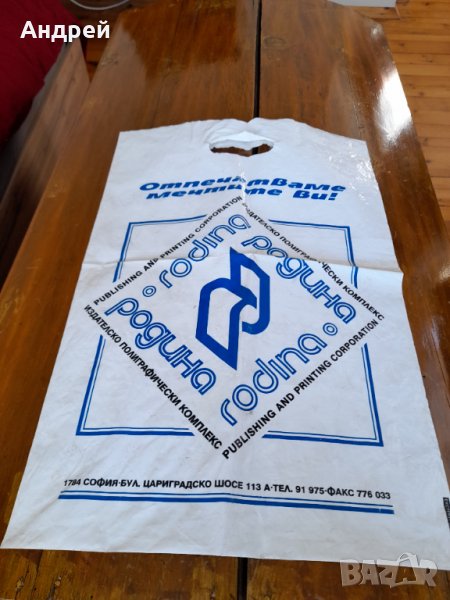 Андрей
Отпечатваме
Мечтите Ви!
PUBLISHING AND PRINTING CORPORATION
ИЗДАТЕЛСКО ПОЛИГРАФИЧЕСКИ КОМПЛЕКС
rodina
родина
родина
rodina
ИЗДАТЕЛСКО ПОЛИГРАФИЧЕСКИ КОМПЛЕКС
PUBLISHING AND PRINTING CORPORATION
1784 СОФИЯ-БУЛ. ЦАРИГРАДСКО ШОСЕ 113 А-ТЕЛ. 91 975-ФАКС 776 033
BAZAR